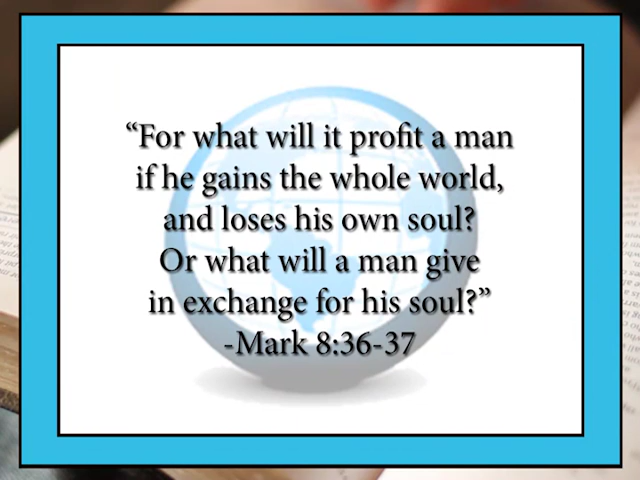 “For what will it profit a man
if he gains the whole world,
and loses his own soul?
Or what will a man give
in exchange for his soul?”
-Mark 8:36-37